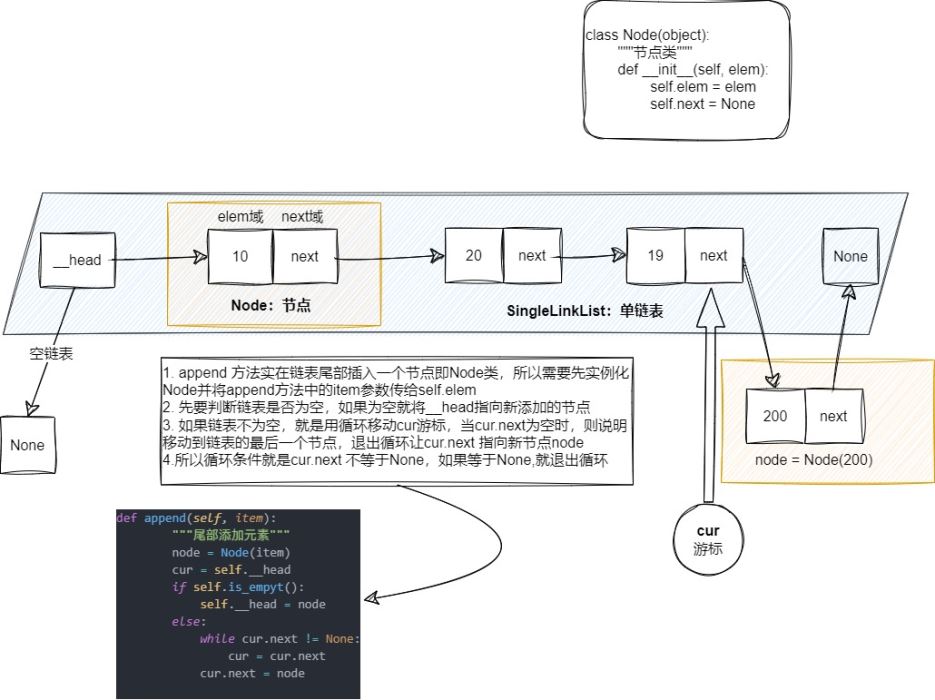 class Node(object):
"""节点类"""
def __init__(self, elem):
self.elem = elem
self.next = None
elem域 next域
__head
10 next
20 next
19 next
None
Node：节点
SingleLinkList：单链表
空链表
None
1. append 方法实在链表尾部插入一个节点即Node类，所以需要先实例化
Node并将append方法中的item参数传给self.elem
2. 先要判断链表是否为空，如果为空就将__head指向新添加的节点
3. 如果链表不为空，就是用循环移动cur游标，当cur.next为空时，则说明
移动到链表的最后一个节点，退出循环让cur.next 指向新节点node
4.所以循环条件就是cur.next 不等于None，如果等于None,就退出循环
200 next
node = Node(200)
cur
游标
def append(self, item):
"""尾部添加元素"""
node = Node(item)
cur = self.__head
if self.is_empyt():
self.__head = node
else:
while cur.next != None:
cur = cur.next
cur.next = node